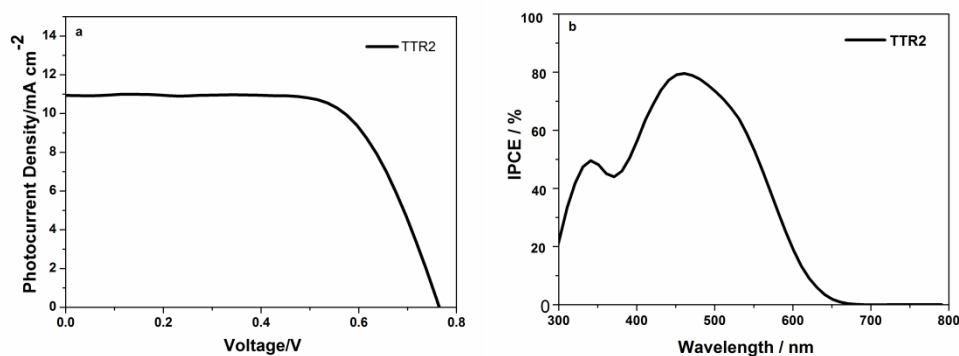 a
TTR2
Photocurrent Density/mA cm-2
14
12
10
8
6
4
2
0
0.0 0.2 0.4 0.6 0.8
Voltage/V
b
TTR2
IPCE / %
100
80
60
40
20
0
300 400 500 600 700 800
Wavelength / nm